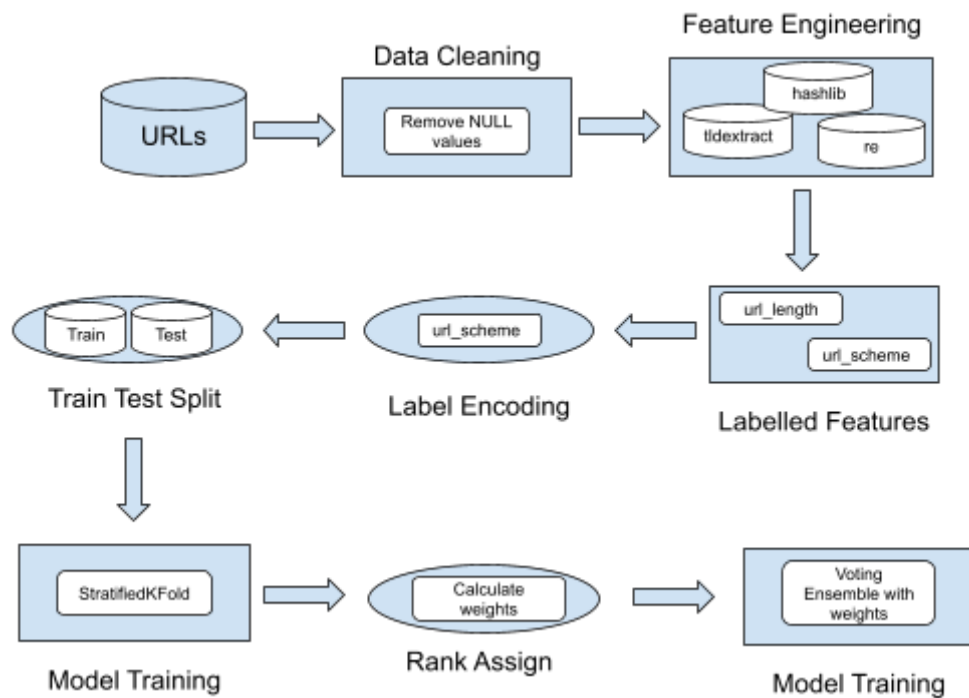 Feature Engineering
Data Cleaning
hashlib
URLs
Remove NULL
values
tldextract
re
url_length
Train
Test
url_scheme
url_scheme
Train Test Split
Label Encoding
Labelled Features
StratifiedKFold
Calculate
weights
Voting
Ensemble with
weights
Model Training
Rank Assign
Model Training